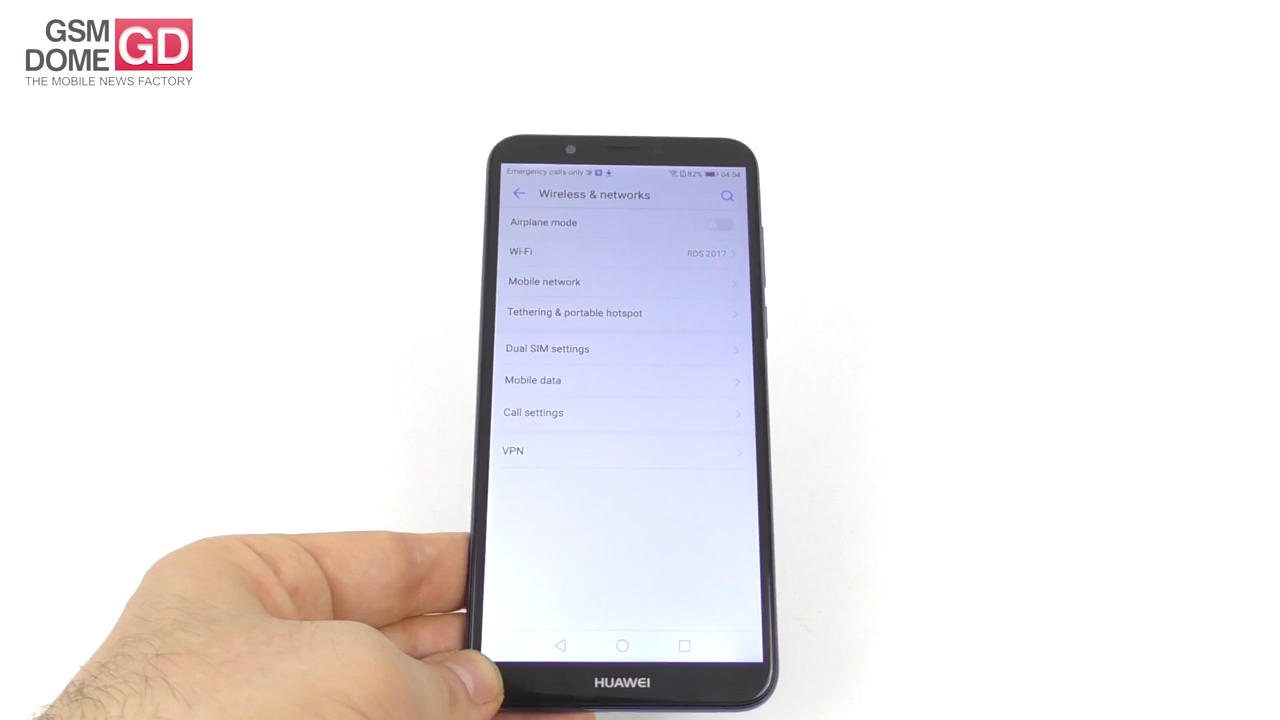 GSM
DOME GD
THE MOBILE NEWS FACTORY
Emergency calls only 82% 04:54
Wireless & networks
Airplane mode
Wi-Fi RDS 2017
Mobile network
Tethering & portable hotspot
Dual SIM settings
Mobile data
Call settings
VPN
HUAWEI